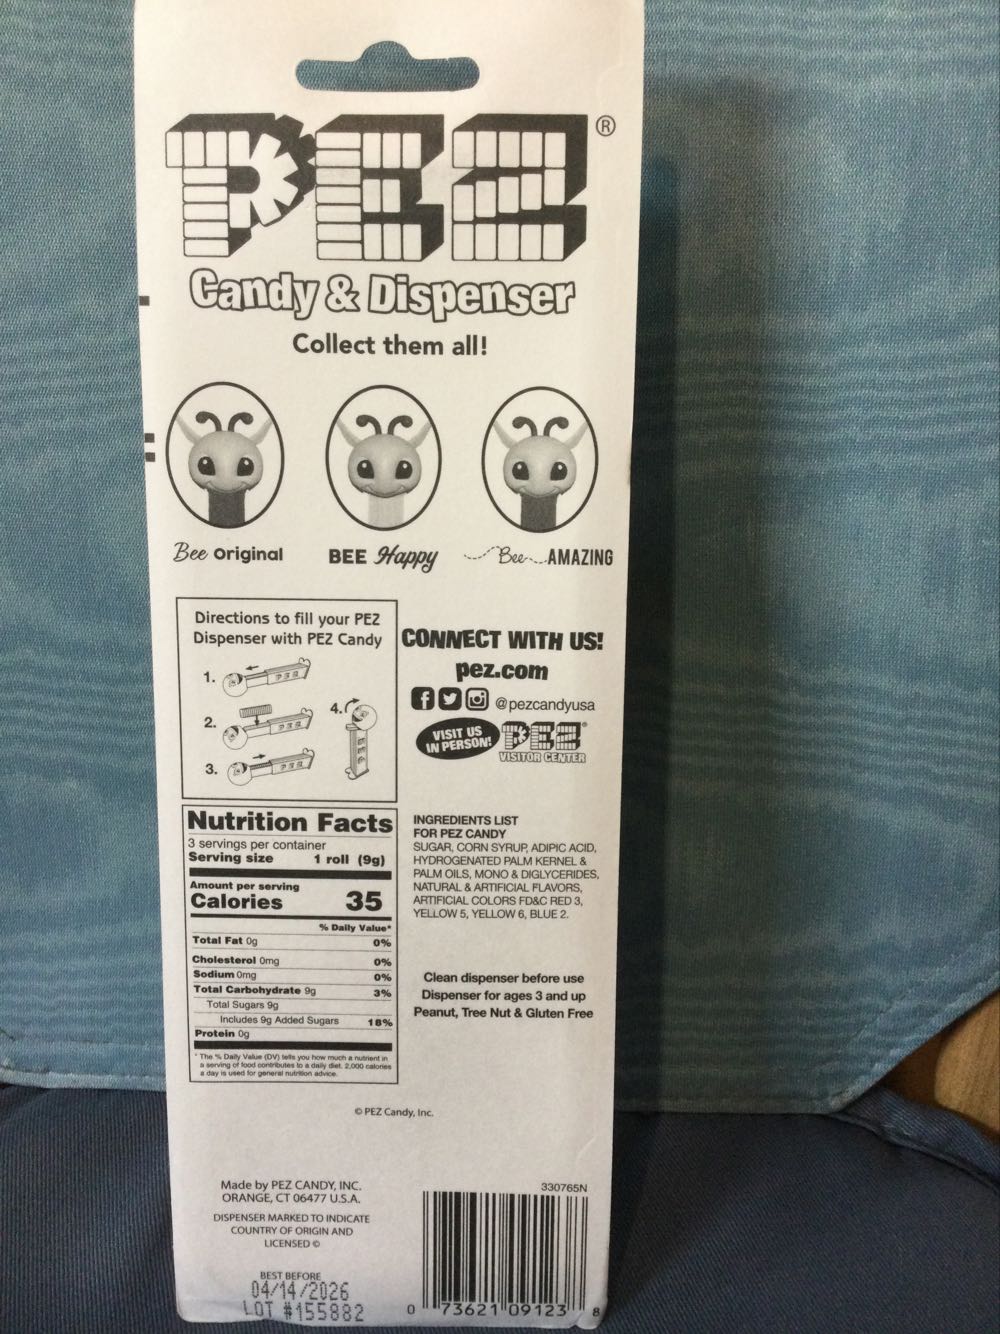 PEZ®
Candy & Dispenser
Collect them all!
Bee Original
BEE Happy
Bee AMAZING
Directions to fill your PEZ
Dispenser with PEZ Candy
1.
PEZ
2.
PEZ
3.
PEZ
4.
PEZ
CONNECT WITH US!
pez.com
@pezcandyusa
VISIT US
IN PERSON!
PEZ®
VISITOR CENTER
Nutrition Facts
3 servings per container
Serving size 1 roll (9g)
Amount per serving
Calories 35
% Daily Value*
Total Fat 0g 0%
Cholesterol 0mg 0%
Sodium 0mg 0%
Total Carbohydrate 9g 3%
Total Sugars 9g
Includes 9g Added Sugars 18%
Protein 0g
* The % Daily Value (DV) tells you how much a nutrient in
a serving of food contributes to a daily diet. 2,000 calories
a day is used for general nutrition advice.
INGREDIENTS LIST
FOR PEZ CANDY
SUGAR, CORN SYRUP, ADIPIC ACID,
HYDROGENATED PALM KERNEL &
PALM OILS, MONO & DIGLYCERIDES,
NATURAL & ARTIFICIAL FLAVORS,
ARTIFICIAL COLORS FD&C RED 3,
YELLOW 5, YELLOW 6, BLUE 2.
Clean dispenser before use
Dispenser for ages 3 and up
Peanut, Tree Nut & Gluten Free
© PEZ Candy, Inc.
Made by PEZ CANDY, INC.
ORANGE, CT 06477 U.S.A.
DISPENSER MARKED TO INDICATE
COUNTRY OF ORIGIN AND
LICENSED ©
BEST BEFORE
04/14/2026
LOT #155882
330765N
0 73621 09123 8